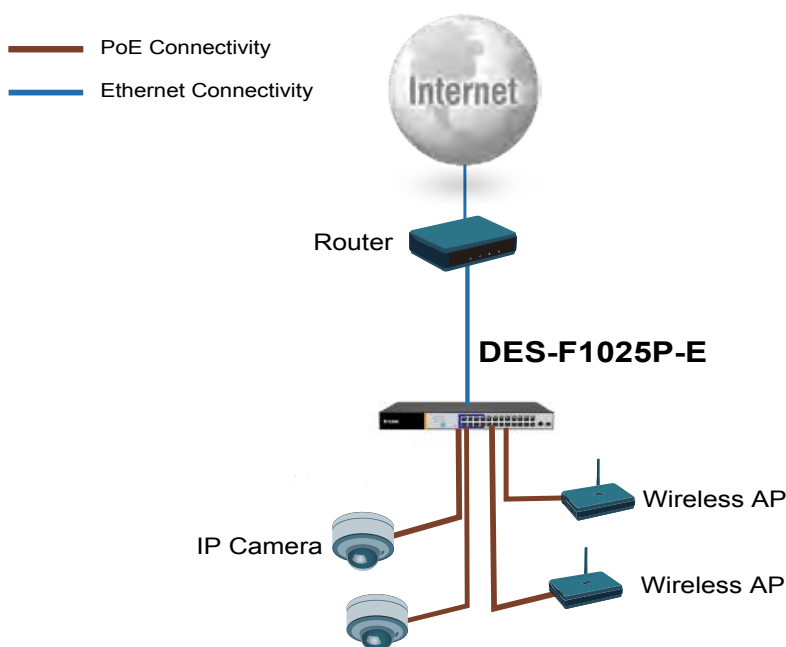 PoE Connectivity
Ethernet Connectivity
Internet
Router
DES-F1025P-E
Wireless AP
IP Camera
Wireless AP